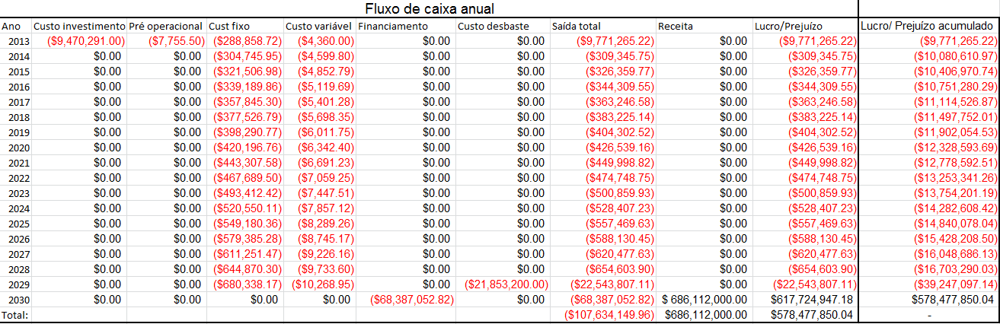 Fluxo de caixa anual
Ano Custo investimento Pré operacional Cust fixo Custo variável Financiamento Custo desbaste Saída total Receita Lucro/Prejuízo Lucro/ Prejuízo acumulado
2013 ($9,470,291.00) ($7,755.50) ($288,858.72) ($4,360.00) $0.00 $0.00 ($9,771,265.22) $0.00 ($9,771,265.22) ($9,771,265.22)
2014 $0.00 $0.00 ($304,745.95) ($4,599.80) $0.00 $0.00 ($309,345.75) $0.00 ($309,345.75) ($10,080,610.97)
2015 $0.00 $0.00 ($321,506.98) ($4,852.79) $0.00 $0.00 ($326,359.77) $0.00 ($326,359.77) ($10,406,970.74)
2016 $0.00 $0.00 ($339,189.86) ($5,119.69) $0.00 $0.00 ($344,309.55) $0.00 ($344,309.55) ($10,751,280.29)
2017 $0.00 $0.00 ($357,845.30) ($5,401.28) $0.00 $0.00 ($363,246.58) $0.00 ($363,246.58) ($11,114,526.87)
2018 $0.00 $0.00 ($377,526.79) ($5,698.35) $0.00 $0.00 ($383,225.14) $0.00 ($383,225.14) ($11,497,752.01)
2019 $0.00 $0.00 ($398,290.77) ($6,011.75) $0.00 $0.00 ($404,302.52) $0.00 ($404,302.52) ($11,902,054.53)
2020 $0.00 $0.00 ($420,196.76) ($6,342.40) $0.00 $0.00 ($426,539.16) $0.00 ($426,539.16) ($12,328,593.69)
2021 $0.00 $0.00 ($443,307.58) ($6,691.23) $0.00 $0.00 ($449,998.82) $0.00 ($449,998.82) ($12,778,592.51)
2022 $0.00 $0.00 ($467,689.50) ($7,059.25) $0.00 $0.00 ($474,748.75) $0.00 ($474,748.75) ($13,253,341.26)
2023 $0.00 $0.00 ($493,412.42) ($7,447.51) $0.00 $0.00 ($500,859.93) $0.00 ($500,859.93) ($13,754,201.19)
2024 $0.00 $0.00 ($520,550.11) ($7,857.12) $0.00 $0.00 ($528,407.23) $0.00 ($528,407.23) ($14,282,608.42)
2025 $0.00 $0.00 ($549,180.36) ($8,289.26) $0.00 $0.00 ($557,469.63) $0.00 ($557,469.63) ($14,840,078.04)
2026 $0.00 $0.00 ($579,385.28) ($8,745.17) $0.00 $0.00 ($588,130.45) $0.00 ($588,130.45) ($15,428,208.50)
2027 $0.00 $0.00 ($611,251.47) ($9,226.16) $0.00 $0.00 ($620,477.63) $0.00 ($620,477.63) ($16,048,686.13)
2028 $0.00 $0.00 ($644,870.30) ($9,733.60) $0.00 $0.00 ($654,603.90) $0.00 ($654,603.90) ($16,703,290.03)
2029 $0.00 $0.00 ($680,338.17) ($10,268.95) $0.00 ($21,853,200.00) ($22,543,807.11) $0.00 ($22,543,807.11) ($39,247,097.14)
2030 $0.00 $0.00 $0.00 $0.00 ($68,387,052.82) $0.00 ($68,387,052.82) $ 686,112,000.00 $617,724,947.18 $578,477,850.04
Total: ($107,634,149.96) $686,112,000.00 $578,477,850.04 -